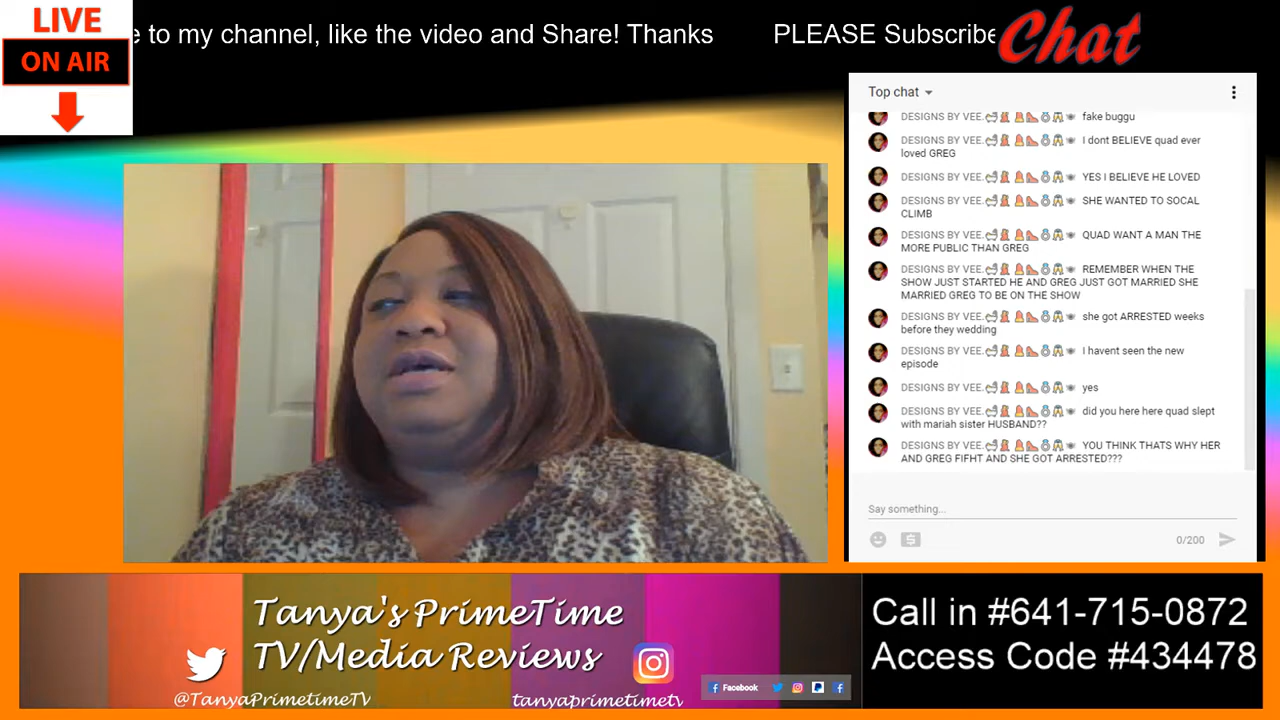 LIVE
ON AIR
e to my channel, like the video and Share! Thanks PLEASE Subscribe
Chat
Top chat
DESIGNS BY VEE. fake buggu
DESIGNS BY VEE. I dont BELIEVE quad ever
loved GREG
DESIGNS BY VEE. YES I BELIEVE HE LOVED
DESIGNS BY VEE. SHE WANTED TO SOCAL
CLIMB
DESIGNS BY VEE. QUAD WANT A MAN THE
MORE PUBLIC THAN GREG
DESIGNS BY VEE. REMEMBER WHEN THE
SHOW JUST STARTED HE AND GREG JUST GOT MARRIED SHE
MARRIED GREG TO BE ON THE SHOW
DESIGNS BY VEE. she got ARRESTED weeks
before they wedding
DESIGNS BY VEE. I havent seen the new
episode
DESIGNS BY VEE. yes
DESIGNS BY VEE. did you here here quad slept
with mariah sister HUSBAND??
DESIGNS BY VEE. YOU THINK THATS WHY HER
AND GREG FIFHT AND SHE GOT ARRESTED???
Say something...
0/200
Tanya's PrimeTime
TV/Media Reviews
@TanyaPrimetimeTV
tanyaprimetimetv
Facebook
Call in #641-715-0872
Access Code #434478